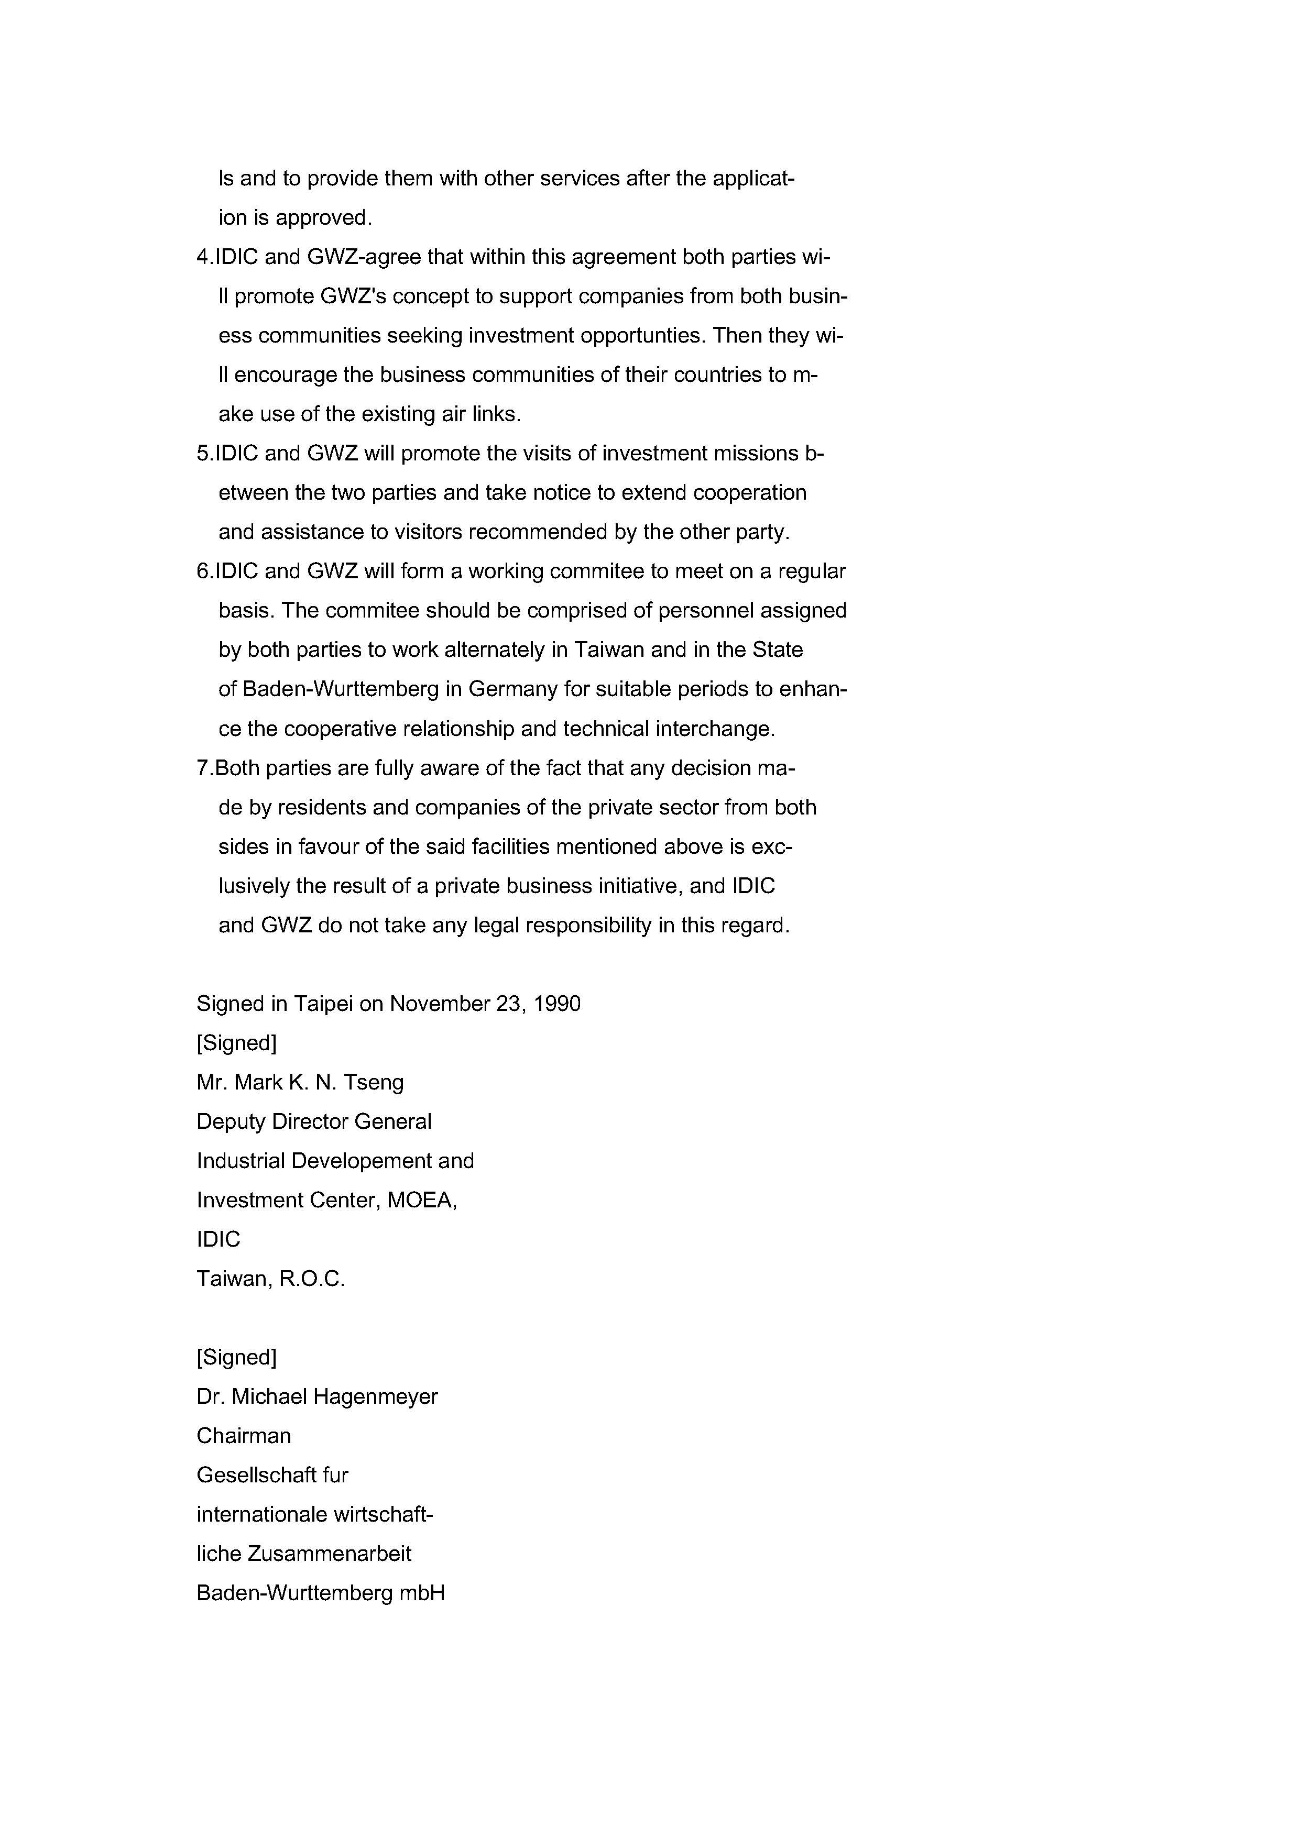 ls and to provide them with other services after the applicat-
ion is approved.
4.IDIC and GWZ-agree that within this agreement both parties wi-
ll promote GWZ's concept to support companies from both busin-
ess communities seeking investment opportunties. Then they wi-
ll encourage the business communities of their countries to m-
ake use of the existing air links.
5.IDIC and GWZ will promote the visits of investment missions b-
etween the two parties and take notice to extend cooperation
and assistance to visitors recommended by the other party.
6.IDIC and GWZ will form a working commitee to meet on a regular
basis. The commitee should be comprised of personnel assigned
by both parties to work alternately in Taiwan and in the State
of Baden-Wurttemberg in Germany for suitable periods to enhan-
ce the cooperative relationship and technical interchange.
7.Both parties are fully aware of the fact that any decision ma-
de by residents and companies of the private sector from both
sides in favour of the said facilities mentioned above is exc-
lusively the result of a private business initiative, and IDIC
and GWZ do not take any legal responsibility in this regard.
Signed in Taipei on November 23, 1990
[Signed]
Mr. Mark K. N. Tseng
Deputy Director General
Industrial Developement and
Investment Center, MOEA,
IDIC
Taiwan, R.O.C.
[Signed]
Dr. Michael Hagenmeyer
Chairman
Gesellschaft fur
internationale wirtschaft-
liche Zusammenarbeit
Baden-Wurttemberg mbH